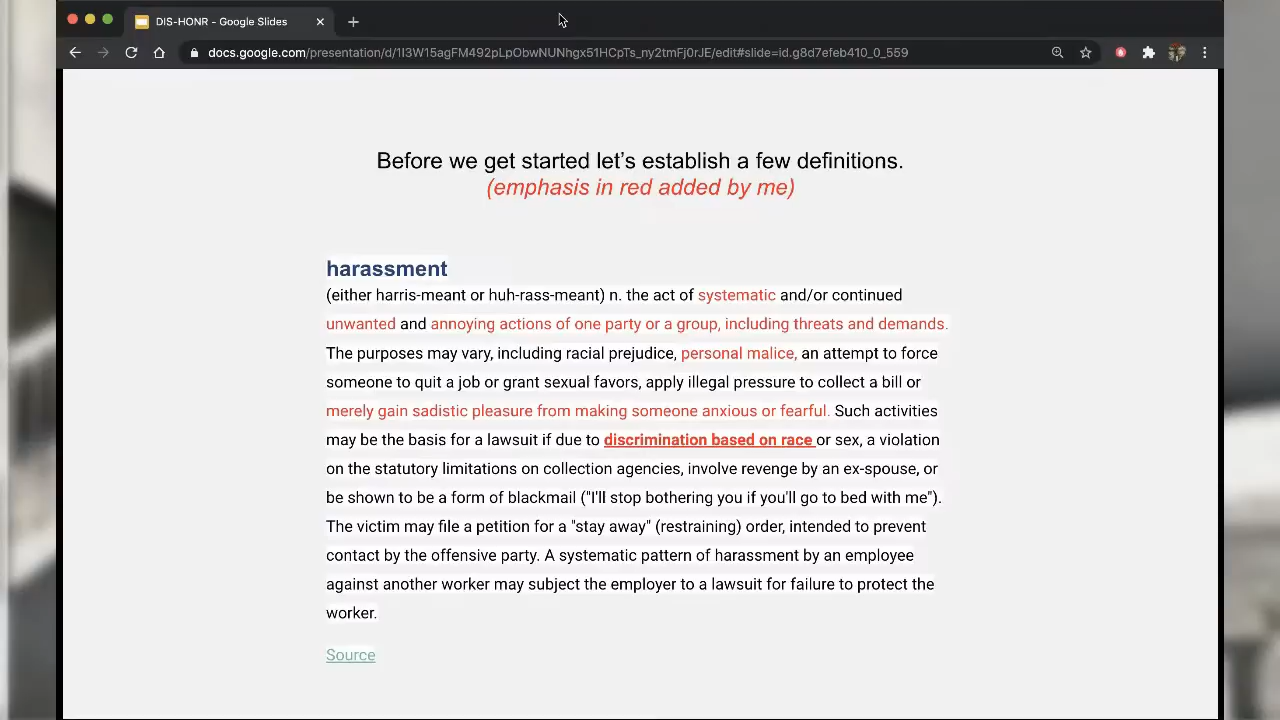 DIS-HONR - Google Slides
docs.google.com/presentation/d/1I3W15agFM492pLpObwNUNhgx51HCpTs_ny2tmFj0rJE/edit#slide=id.g8d7efeb410_0_559
Before we get started let's establish a few definitions.
(emphasis in red added by me)
harassment
(either harris-meant or huh-rass-meant) n. the act of systematic and/or continued
unwanted and annoying actions of one party or a group, including threats and demands.
The purposes may vary, including racial prejudice, personal malice, an attempt to force
someone to quit a job or grant sexual favors, apply illegal pressure to collect a bill or
merely gain sadistic pleasure from making someone anxious or fearful. Such activities
may be the basis for a lawsuit if due to discrimination based on race or sex, a violation
on the statutory limitations on collection agencies, involve revenge by an ex-spouse, or
be shown to be a form of blackmail ("I'll stop bothering you if you'll go to bed with me").
The victim may file a petition for a "stay away" (restraining) order, intended to prevent
contact by the offensive party. A systematic pattern of harassment by an employee
against another worker may subject the employer to a lawsuit for failure to protect the
worker.
Source